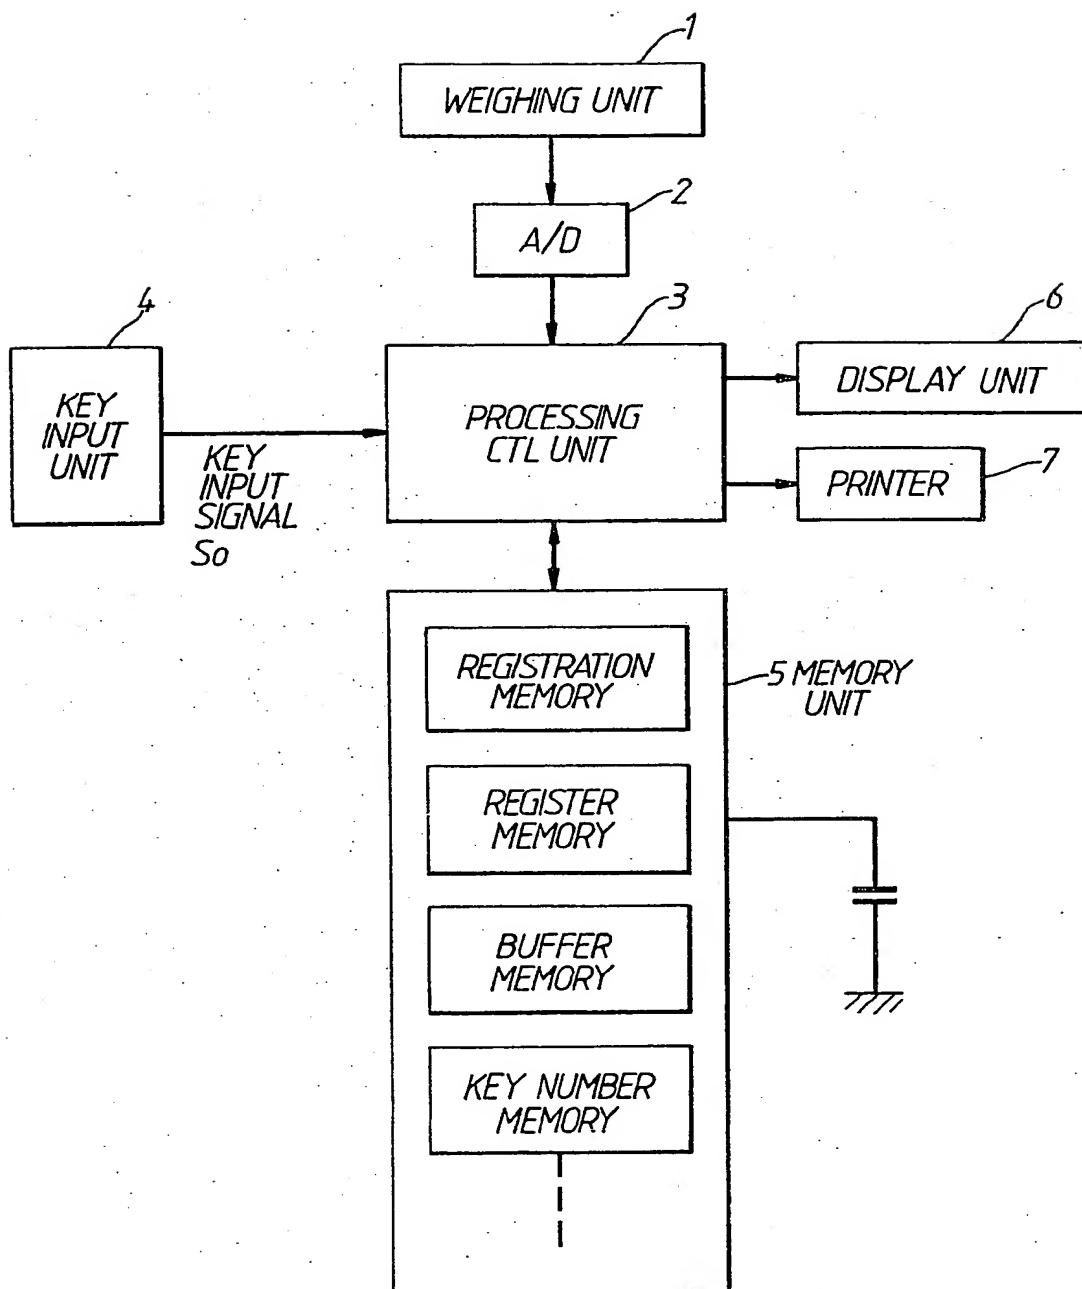 1
WEIGHING UNIT
2
A/D
3
4
6
KEY
INPUT
UNIT
PROCESSING
CTL UNIT
DISPLAY UNIT
KEY
INPUT
SIGNAL
So
7
PRINTER
REGISTRATION
MEMORY
5 MEMORY
UNIT
REGISTER
MEMORY
BUFFER
MEMORY
KEY NUMBER
MEMORY